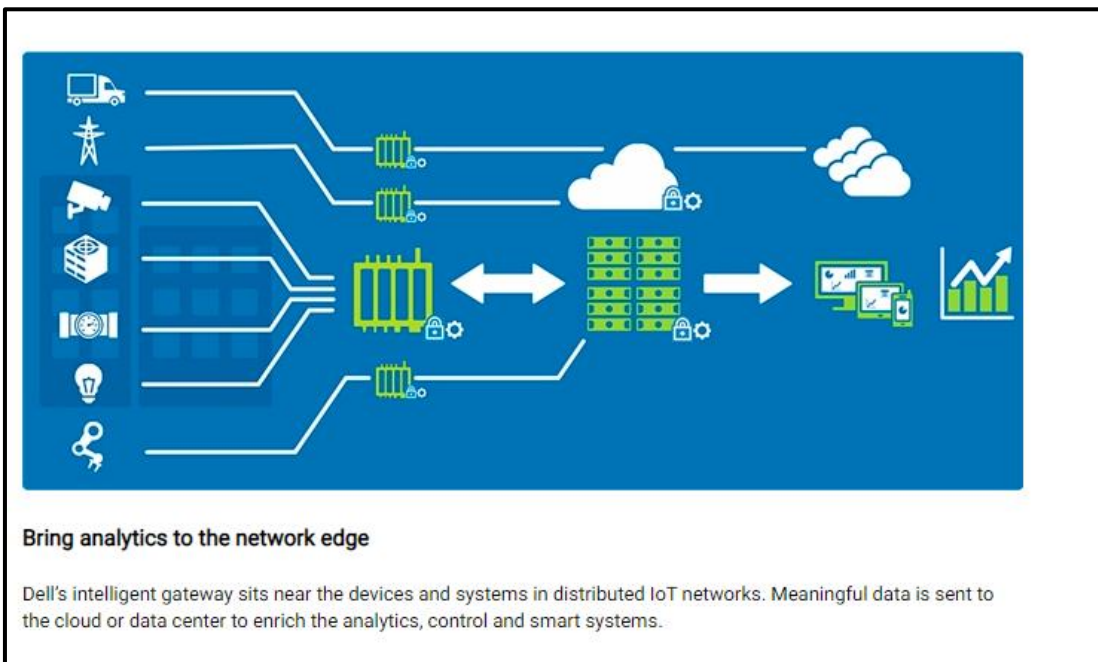 Bring analytics to the network edge
Dell's intelligent gateway sits near the devices and systems in distributed IoT networks. Meaningful data is sent to
the cloud or data center to enrich the analytics, control and smart systems.